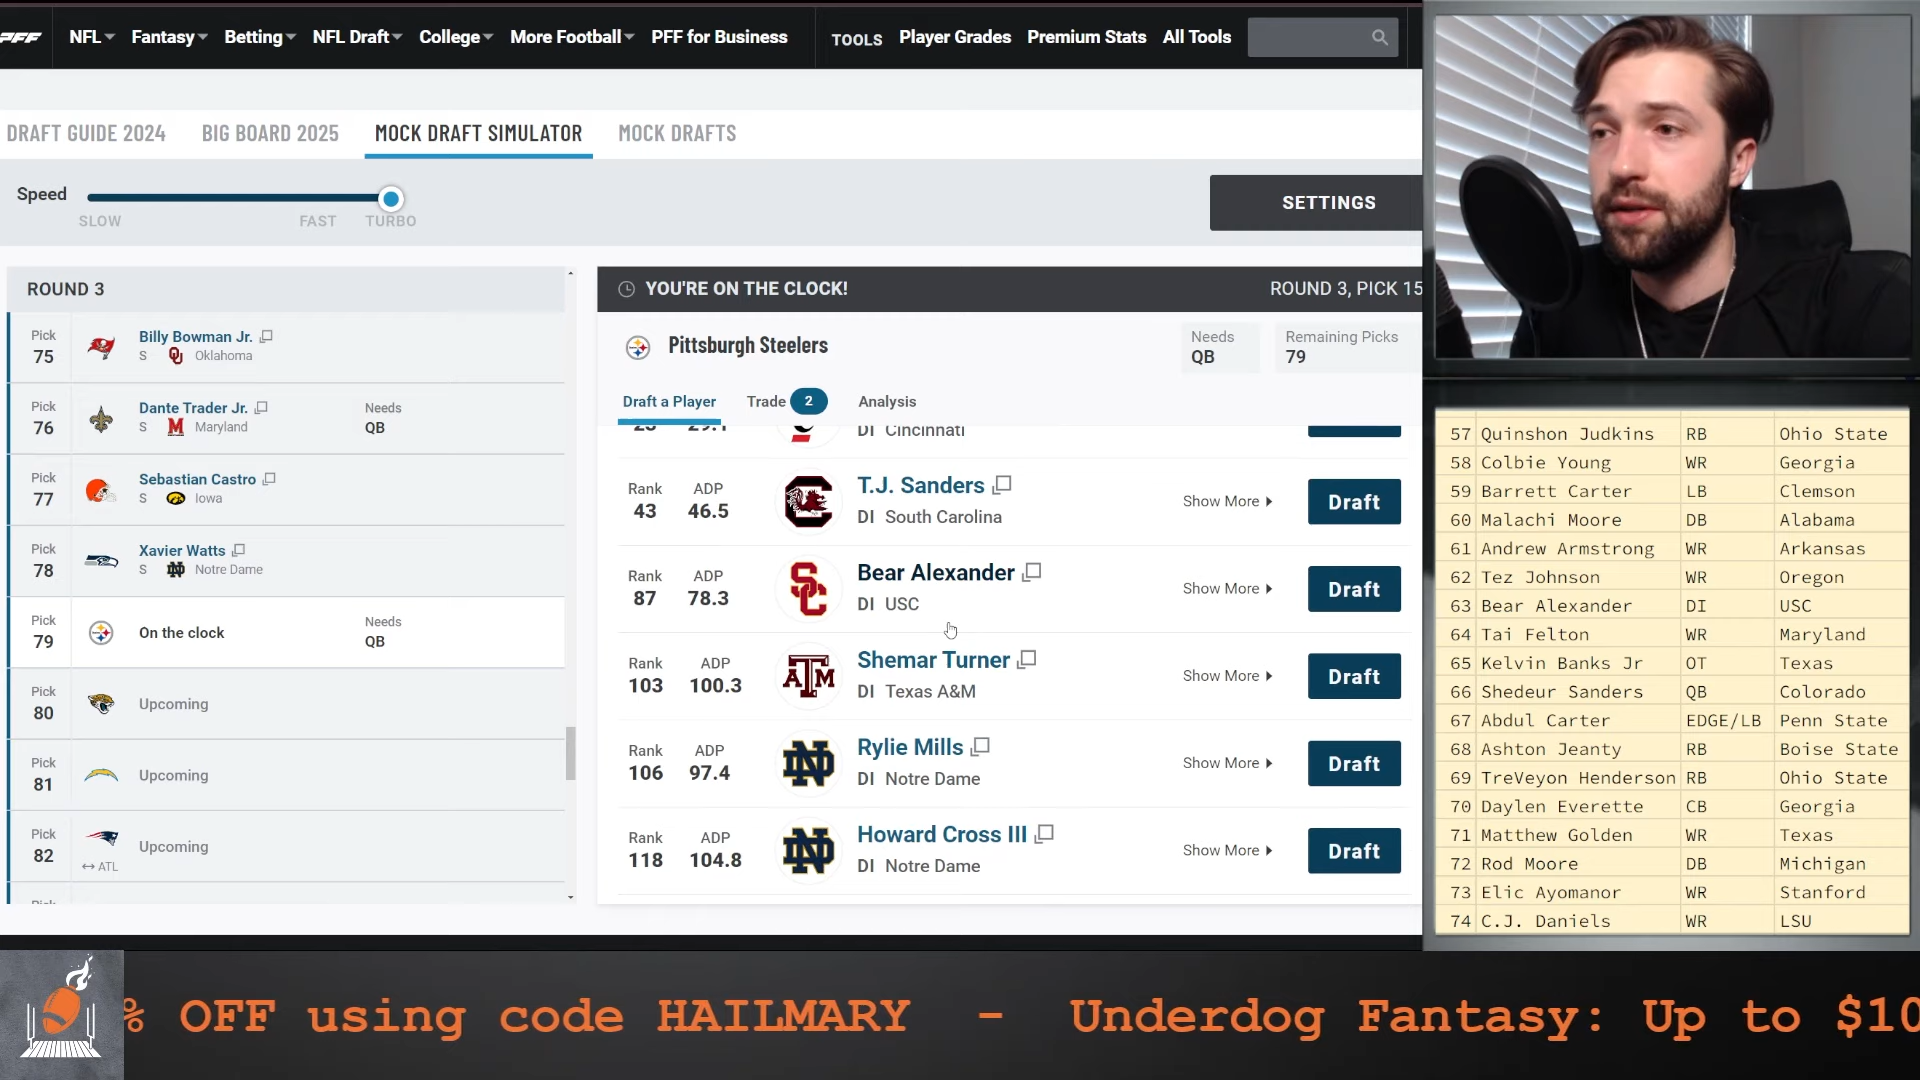 PFF NFL Fantasy Betting NFL Draft College More Football PFF for Business TOOLS Player Grades Premium Stats All Tools
DRAFT GUIDE 2024 BIG BOARD 2025 MOCK DRAFT SIMULATOR MOCK DRAFTS
Speed
SLOW FAST TURBO
SETTINGS
ROUND 3
Pick 75 Billy Bowman Jr.
S OU Oklahoma
Pick 76 Dante Trader Jr. Needs
S M Maryland QB
Pick 77 Sebastian Castro
S Iowa
Pick 78 Xavier Watts
S ND Notre Dame
Pick 79 On the clock Needs
QB
Pick 80 Upcoming
Pick 81 Upcoming
Pick 82 Upcoming
↔ ATL
YOU'RE ON THE CLOCK! ROUND 3, PICK 15
Pittsburgh Steelers
Needs
QB
Remaining Picks
79
Draft a Player Trade 2 Analysis
DI Cincinnati
Rank 43 ADP 46.5 T.J. Sanders Show More Draft
DI South Carolina
Rank 87 ADP 78.3 Bear Alexander Show More Draft
SC DI USC
Rank 103 ADP 100.3 Shemar Turner Show More Draft
ATM DI Texas A&M
Rank 106 ADP 97.4 Rylie Mills Show More Draft
ND DI Notre Dame
Rank 118 ADP 104.8 Howard Cross III Show More Draft
ND DI Notre Dame
57 Quinshon Judkins RB Ohio State
58 Colbie Young WR Georgia
59 Barrett Carter LB Clemson
60 Malachi Moore DB Alabama
61 Andrew Armstrong WR Arkansas
62 Tez Johnson WR Oregon
63 Bear Alexander DI USC
64 Tai Felton WR Maryland
65 Kelvin Banks Jr OT Texas
66 Shedeur Sanders QB Colorado
67 Abdul Carter EDGE/LB Penn State
68 Ashton Jeanty RB Boise State
69 TreVeyon Henderson RB Ohio State
70 Daylen Everette CB Georgia
71 Matthew Golden WR Texas
72 Rod Moore DB Michigan
73 Elic Ayomanor WR Stanford
74 C.J. Daniels WR LSU
% OFF using code HAILMARY - Underdog Fantasy: Up to $10